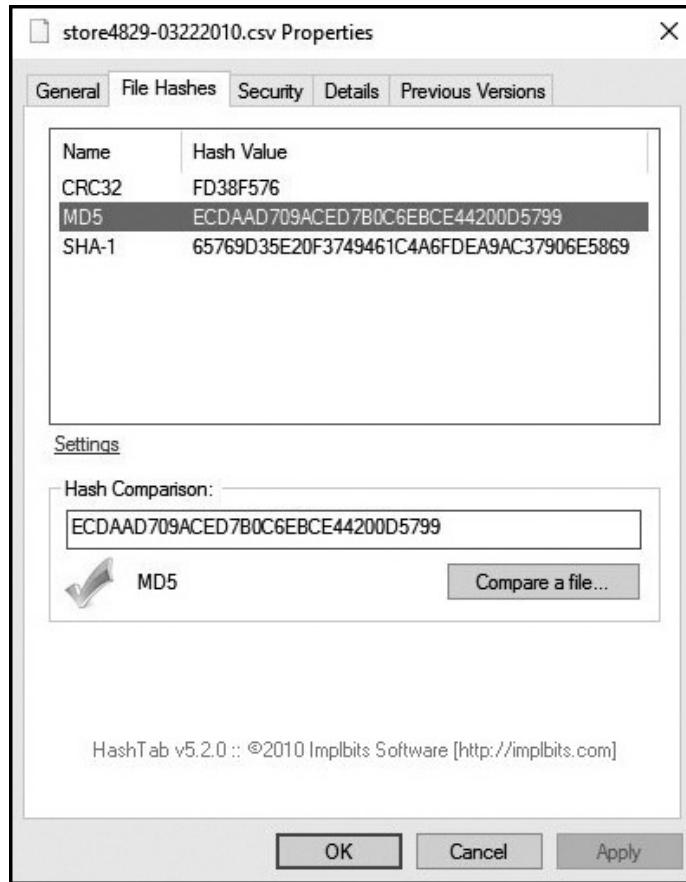 store4829-03222010.csv Properties
General File Hashes Security Details Previous Versions
Name Hash Value
CRC32 FD38F576
MD5 ECDAAD709ACED7B0C6EBCE44200D5799
SHA-1 65769D35E20F3749461C4A6FDEA9AC37906E5869
Settings
Hash Comparison:
ECDAAD709ACED7B0C6EBCE44200D5799
MD5 Compare a file...
HashTab v5.2.0 :: ©2010 Implbits Software [http://implbits.com]
OK Cancel Apply